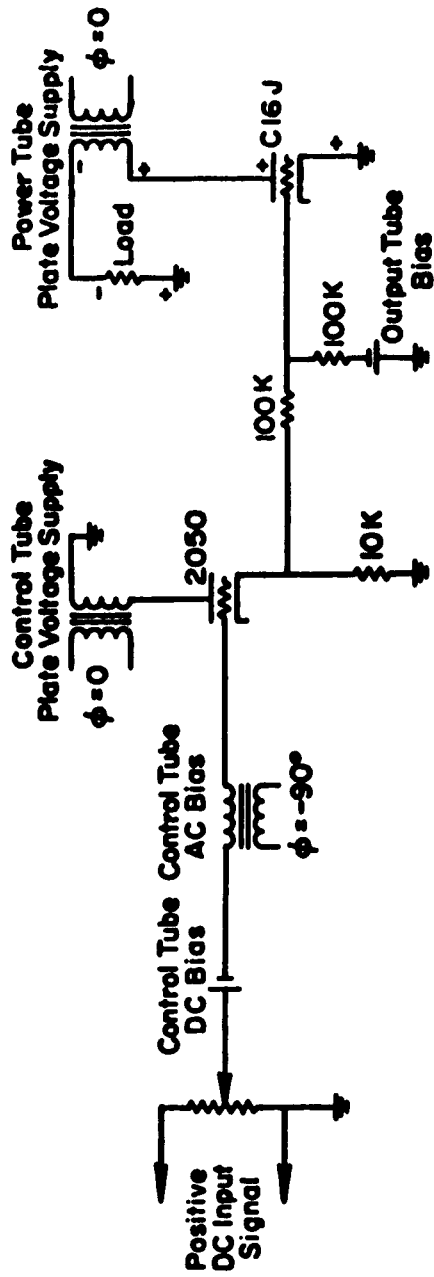 Positive
DC Input
Signal
Control Tube
DC Bias
Control Tube
AC Bias
ϕ=-90°
Control Tube
Plate Voltage Supply
ϕ=0
2050
10K
100K
100K
Output Tube
Bias
Power Tube
Plate Voltage Supply
ϕ=0
-
+
-
Load
+
+
C16J
+